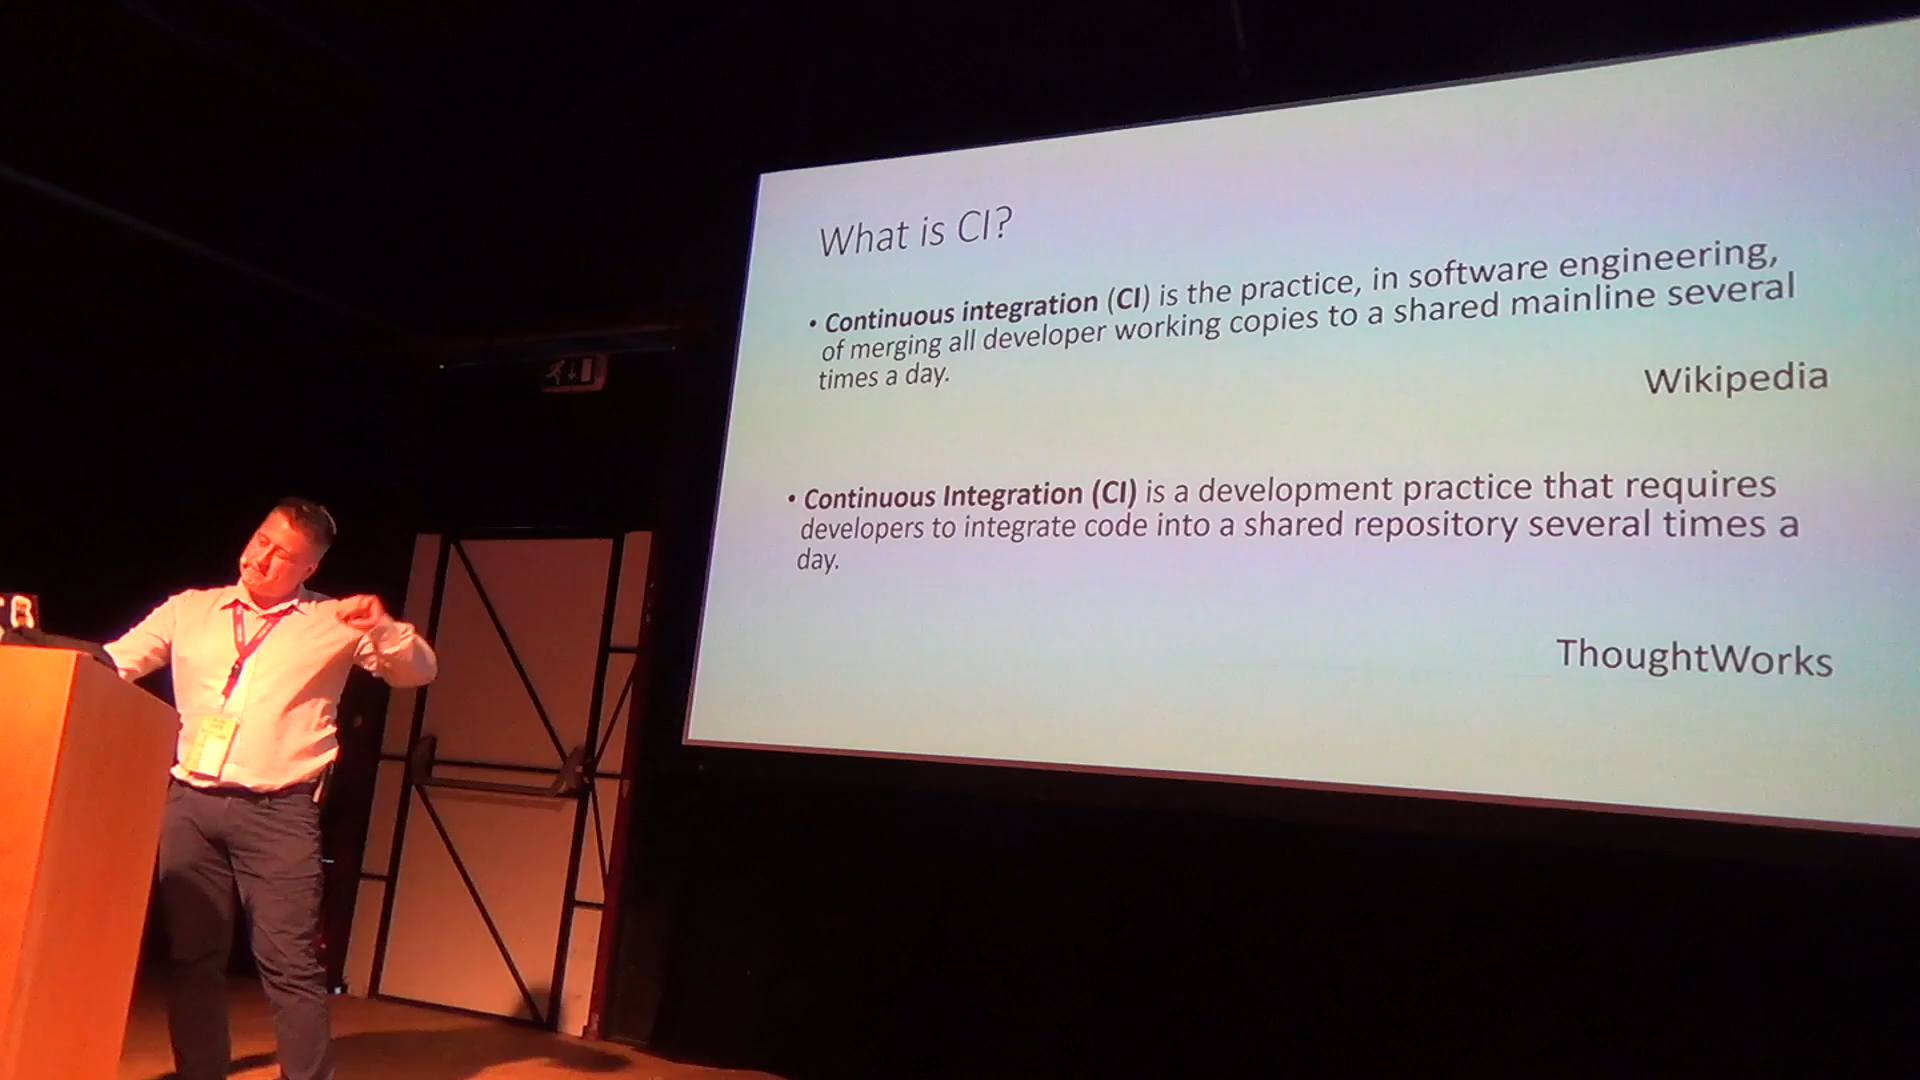 What is CI?
• Continuous integration (CI) is the practice, in software engineering,
of merging all developer working copies to a shared mainline several
times a day.
Wikipedia
• Continuous Integration (CI) is a development practice that requires
developers to integrate code into a shared repository several times a
day.
ThoughtWorks